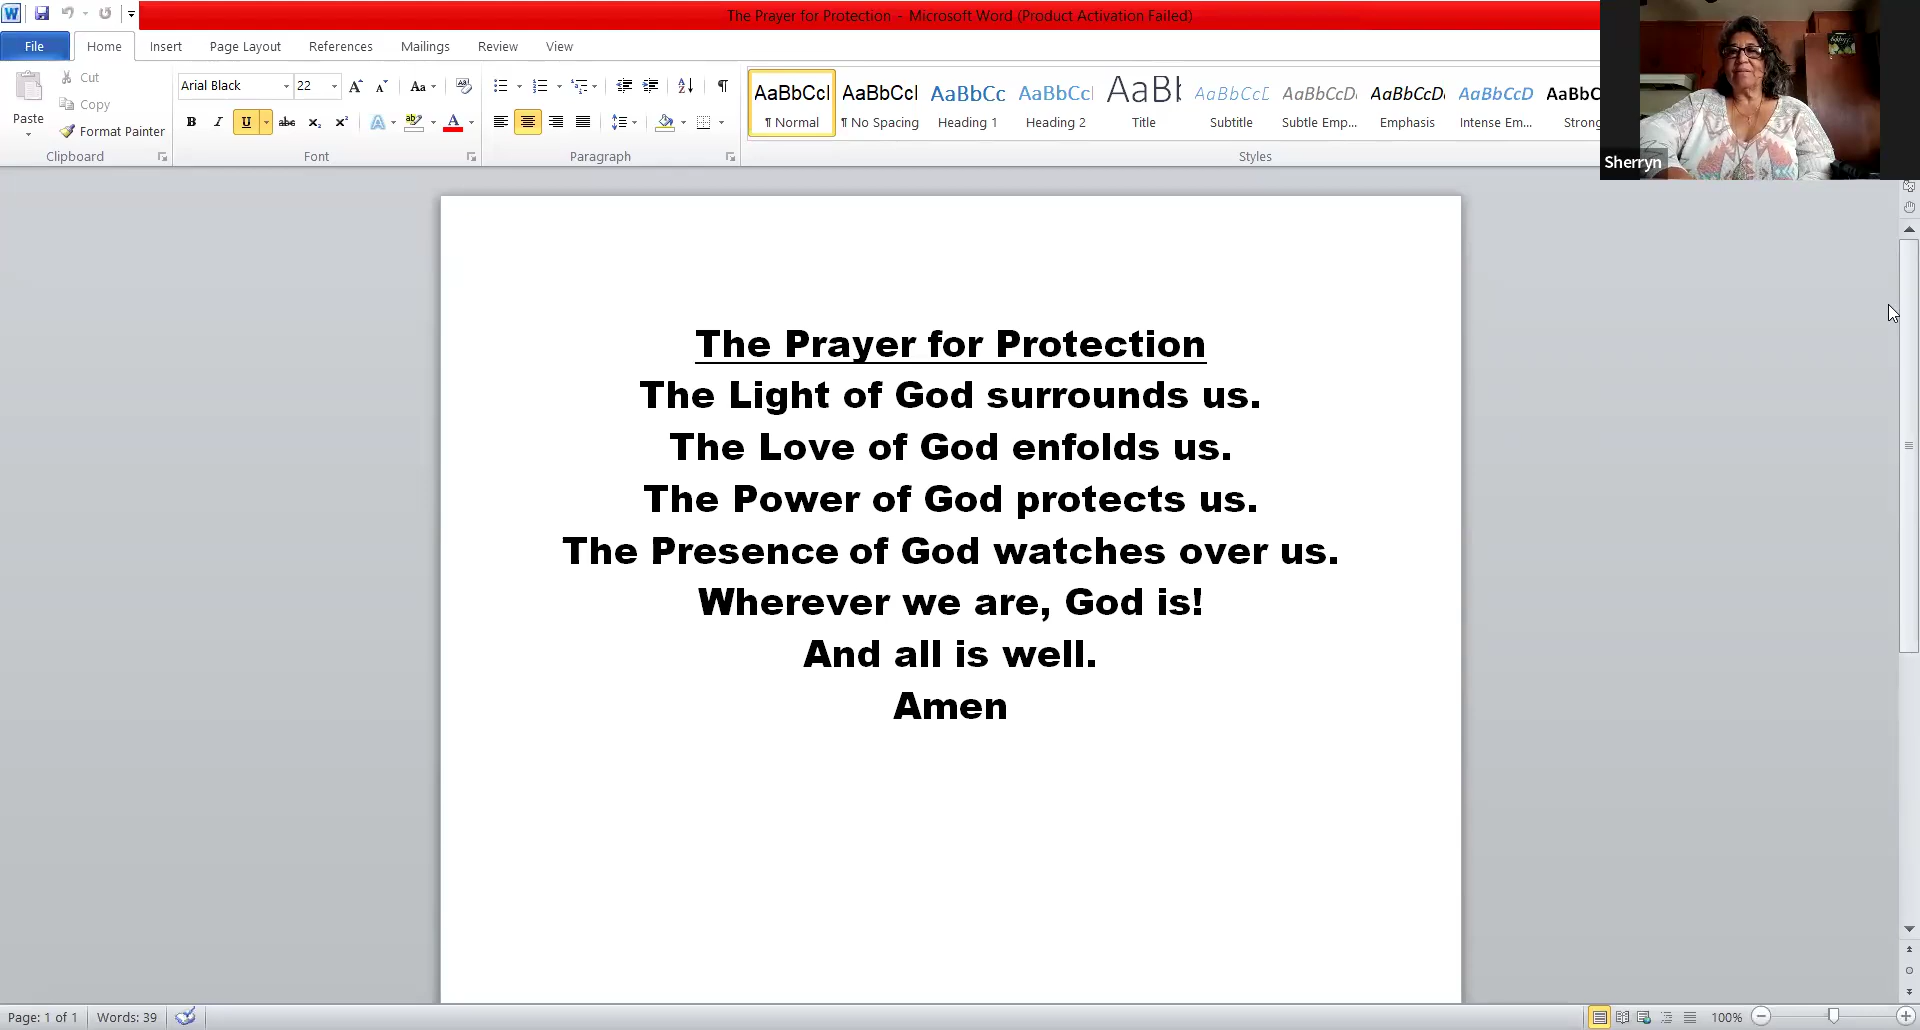 The Prayer for Protection - Microsoft Word (Product Activation Failed)
File Home Insert Page Layout References Mailings Review View
Cut
Copy
Paste
Format Painter
Clipboard
Arial Black 22
Font
Paragraph
AaBbCcI AaBbCcI AaBbCc AaBbCcI AaBl AaBbCcD AaBbCcD AaBbCcD AaBbCcD AaBbCc
¶ Normal ¶ No Spacing Heading 1 Heading 2 Title Subtitle Subtle Emp... Emphasis Intense Em... Strong
Styles
Sherryn
The Prayer for Protection
The Light of God surrounds us.
The Love of God enfolds us.
The Power of God protects us.
The Presence of God watches over us.
Wherever we are, God is!
And all is well.
Amen
Page: 1 of 1 Words: 39 100%